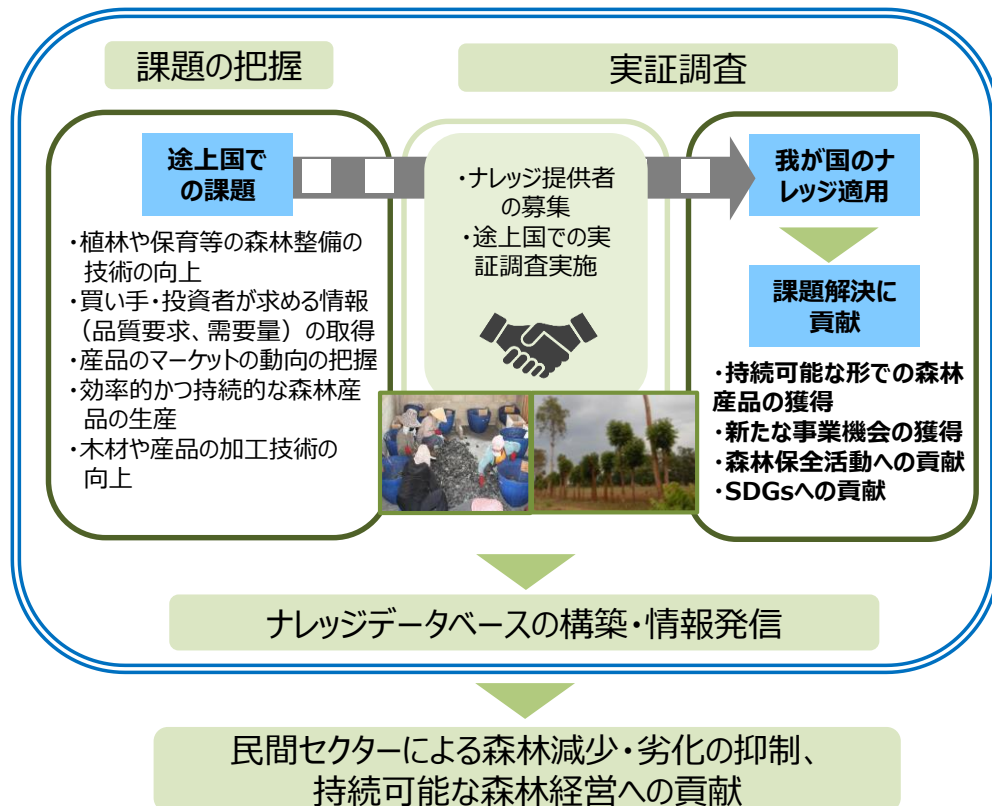 課題の把握
実証調査
途上国で
の課題
・植林や保育等の森林整備の
技術の向上
・買い手・投資者が求める情報
（品質要求、需要量）の取得
・産品のマーケットの動向の把握
・効率的かつ持続的な森林産
品の生産
・木材や産品の加工技術の
向上
・ナレッジ提供者
の募集
・途上国での実
証調査実施
我が国のナ
レッジ適用
課題解決に
貢献
・持続可能な形での森林
産品の獲得
・新たな事業機会の獲得
・森林保全活動への貢献
・SDGsへの貢献
ナレッジデータベースの構築・情報発信
民間セクターによる森林減少・劣化の抑制、
持続可能な森林経営への貢献